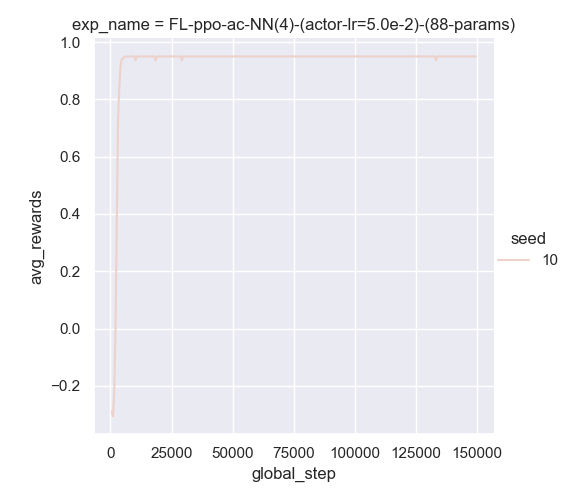 exp_name = FL-ppo-ac-NN(4)-(actor-lr=5.0e-2)-(88-params)
1.0
0.8
0.6
0.4
0.2
0.0
−0.2
avg_rewards
0 25000 50000 75000 100000 125000 150000
global_step
seed
10